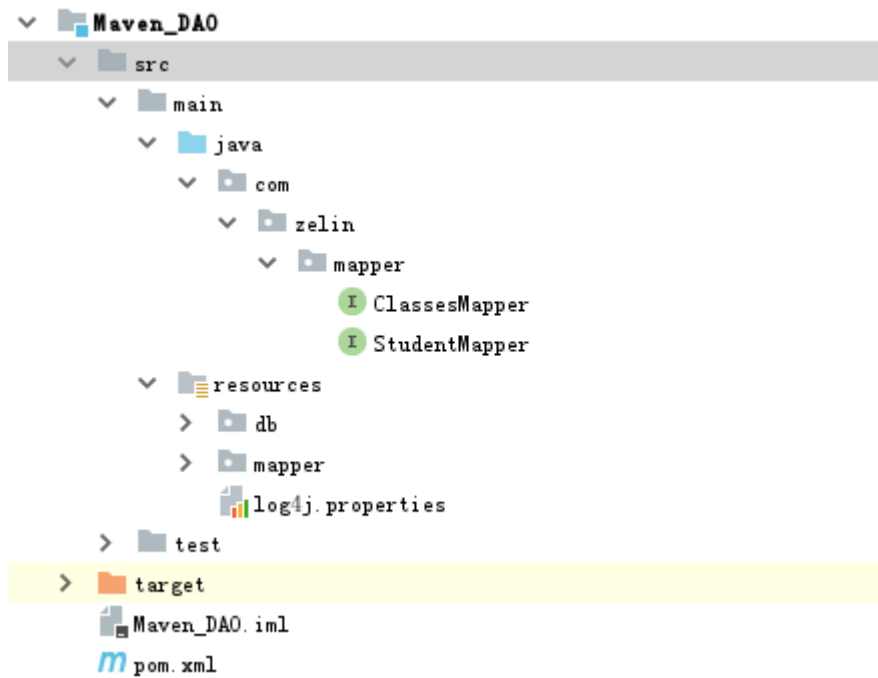 Maven_DAO
src
main
java
com
zelin
mapper
I ClassesMapper
I StudentMapper
resources
db
mapper
log4j.properties
test
target
Maven_DAO.iml
m pom.xml